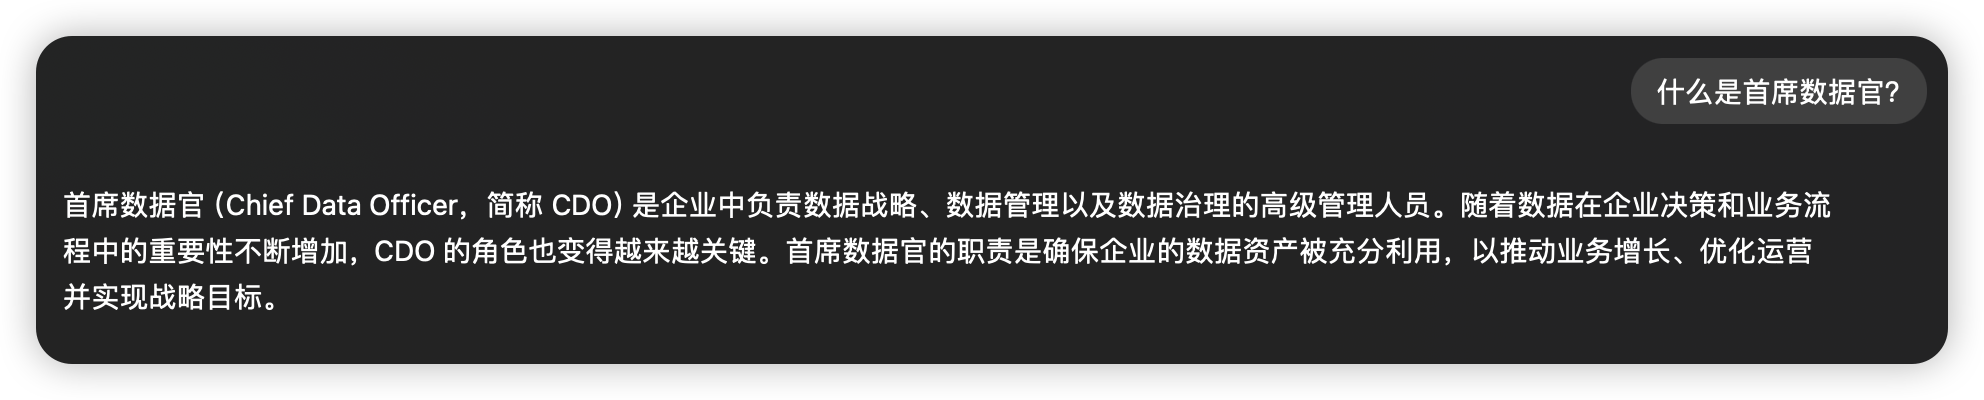 什么是首席数据官?
首席数据官 (Chief Data Officer，简称 CDO) 是企业中负责数据战略、数据管理以及数据治理的高级管理人员。随着数据在企业决策和业务流
程中的重要性不断增加，CDO 的角色也变得越来越关键。首席数据官的职责是确保企业的数据资产被充分利用，以推动业务增长、优化运营
并实现战略目标。